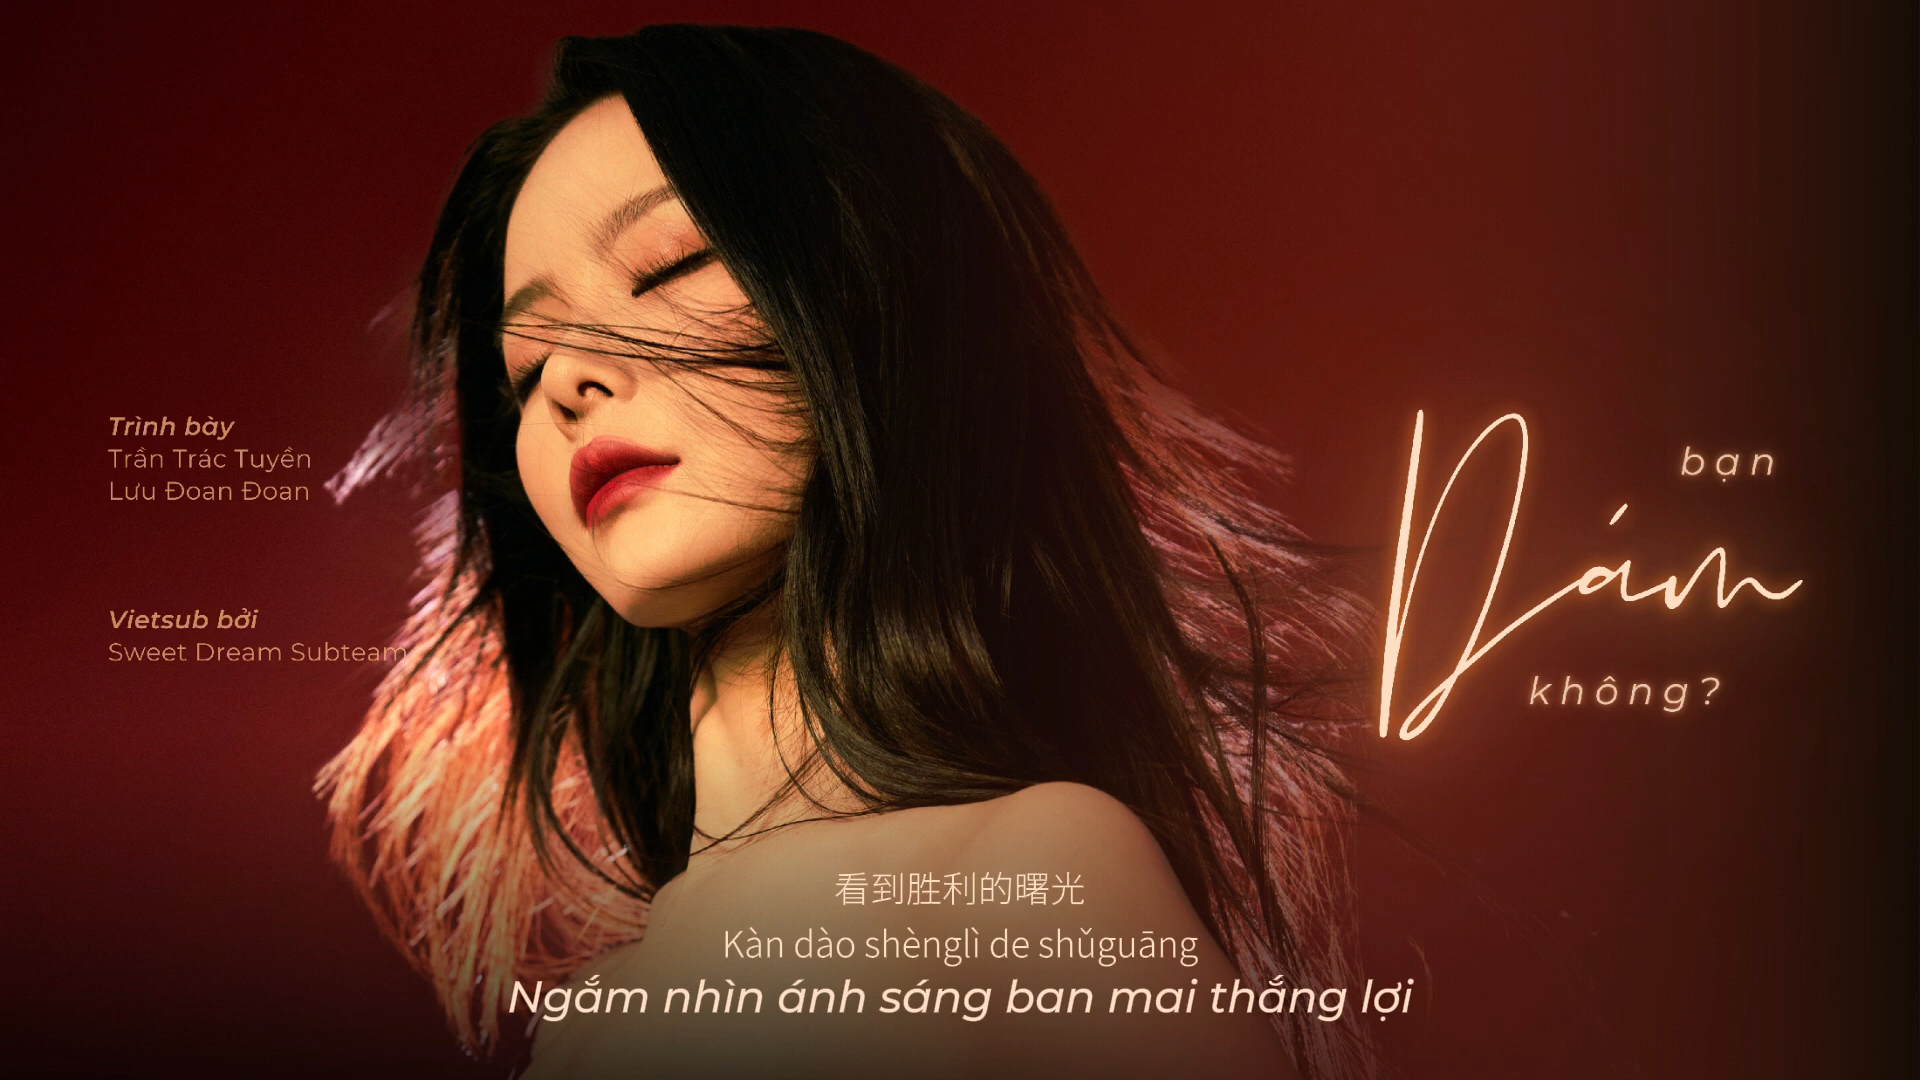 Trình bày
Trần Trác Tuyền
Lưu Đoan Đoan
Vietsub bởi
Sweet Dream Subteam
bạn
Dám
không?
看到胜利的曙光
Kàn dào shènglì de shǔguāng
Ngắm nhìn ánh sáng ban mai thắng lợi